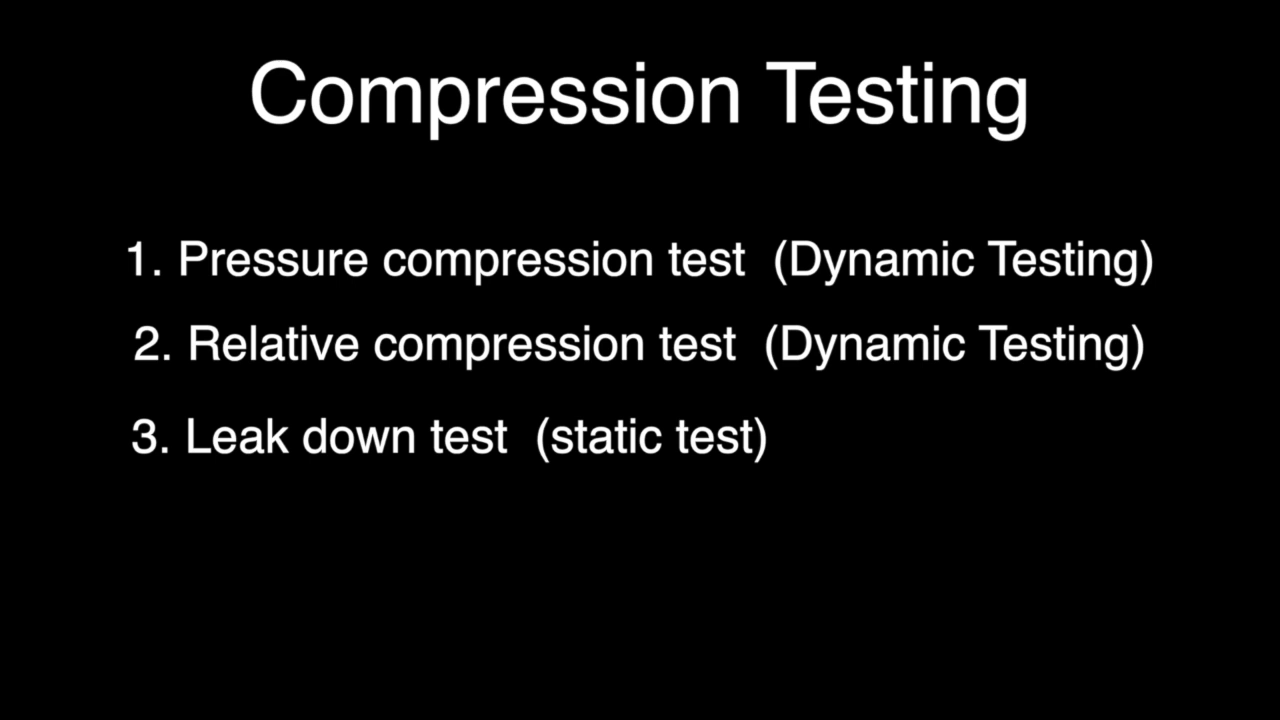 Compression Testing
1. Pressure compression test (Dynamic Testing)
2. Relative compression test (Dynamic Testing)
3. Leak down test (static test)